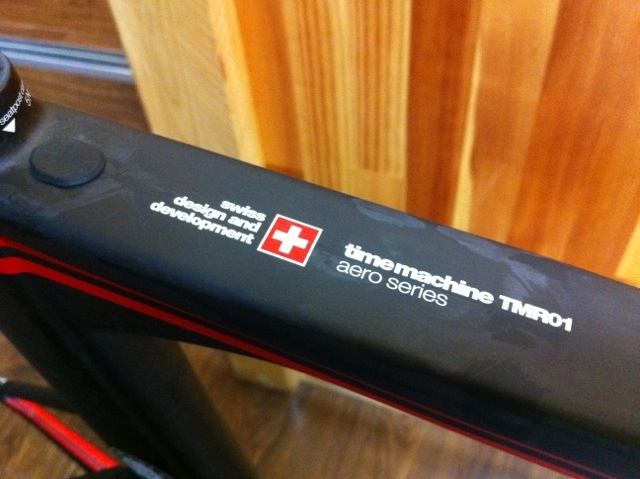 swiss
design and
development
timemachine TMR01
aero series